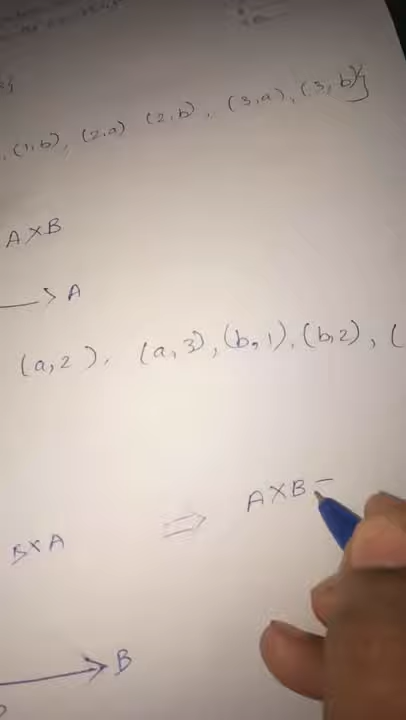 , (1,b), (2,a) (2,b), (3,a), (3,b)}
A×B
→ A
(a,2), (a,3), (b,1), (b,2), (
B×A ⇒ A×B =
→ B